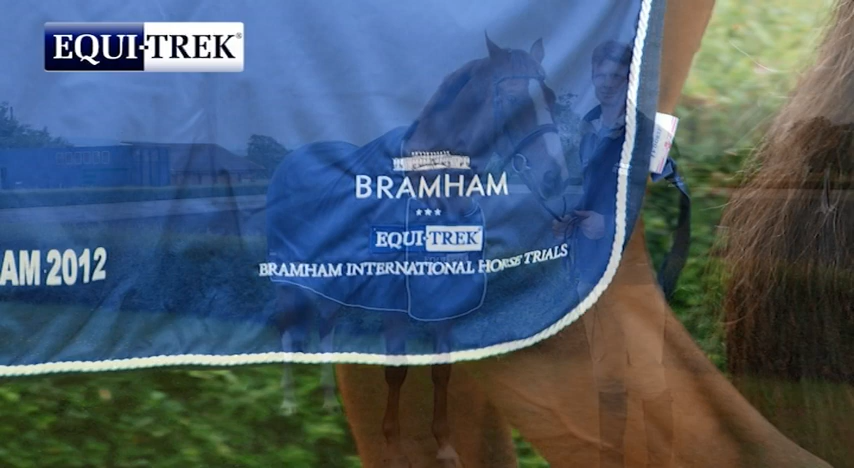 EQUI-TREK®
BRAMHAM
EQUI-TREK
BRAMHAM INTERNATIONAL HORSE TRIALS
AM 2012